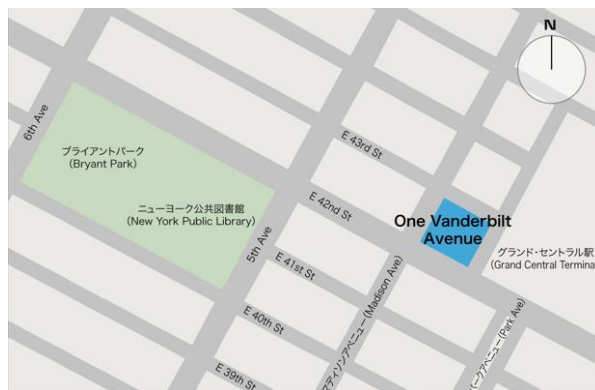 N
6th Ave
ブライアントパーク
(Bryant Park)
ニューヨーク公共図書館
(New York Public Library)
5th Ave
E 43rd St
E 42nd St
E 41st St
E 40th St
E 39th St
One Vanderbilt
Avenue
グランド・セントラル駅
(Grand Central Termina
マディソンアベニュー(Madison Ave)
パークアベニュー(Park Ave)